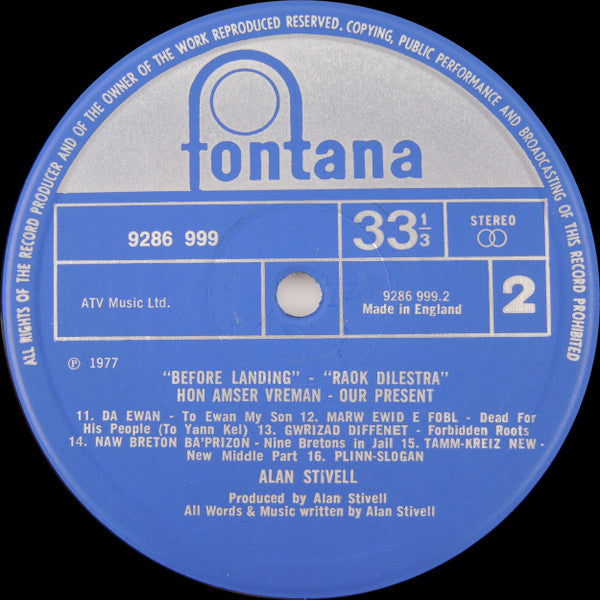 ALL RIGHTS OF THE RECORD PRODUCER AND OF THE OWNER OF THE WORK REPRODUCED RESERVED. COPYING, PUBLIC PERFORMANCE AND BROADCASTING OF THIS RECORD PROHIBITED
fontana
9286 999
33 1/3
STEREO
ATV Music Ltd.
9286 999.2
Made in England
2
℗ 1977
"BEFORE LANDING" - "RAOK DILESTRA"
HON AMSER VREMAN - OUR PRESENT
11. DA EWAN - To Ewan My Son 12. MARW EWID E FOBL - Dead For
His People (To Yann Kel) 13. GWRIZAD DIFFENET - Forbidden Roots
14. NAW BRETON BA'PRIZON - Nine Bretons in Jail 15. TAMM-KREIZ NEW -
New Middle Part 16. PLINN-SLOGAN
ALAN STiVELL
Produced by Alan Stivell
All Words & Music written by Alan Stivell